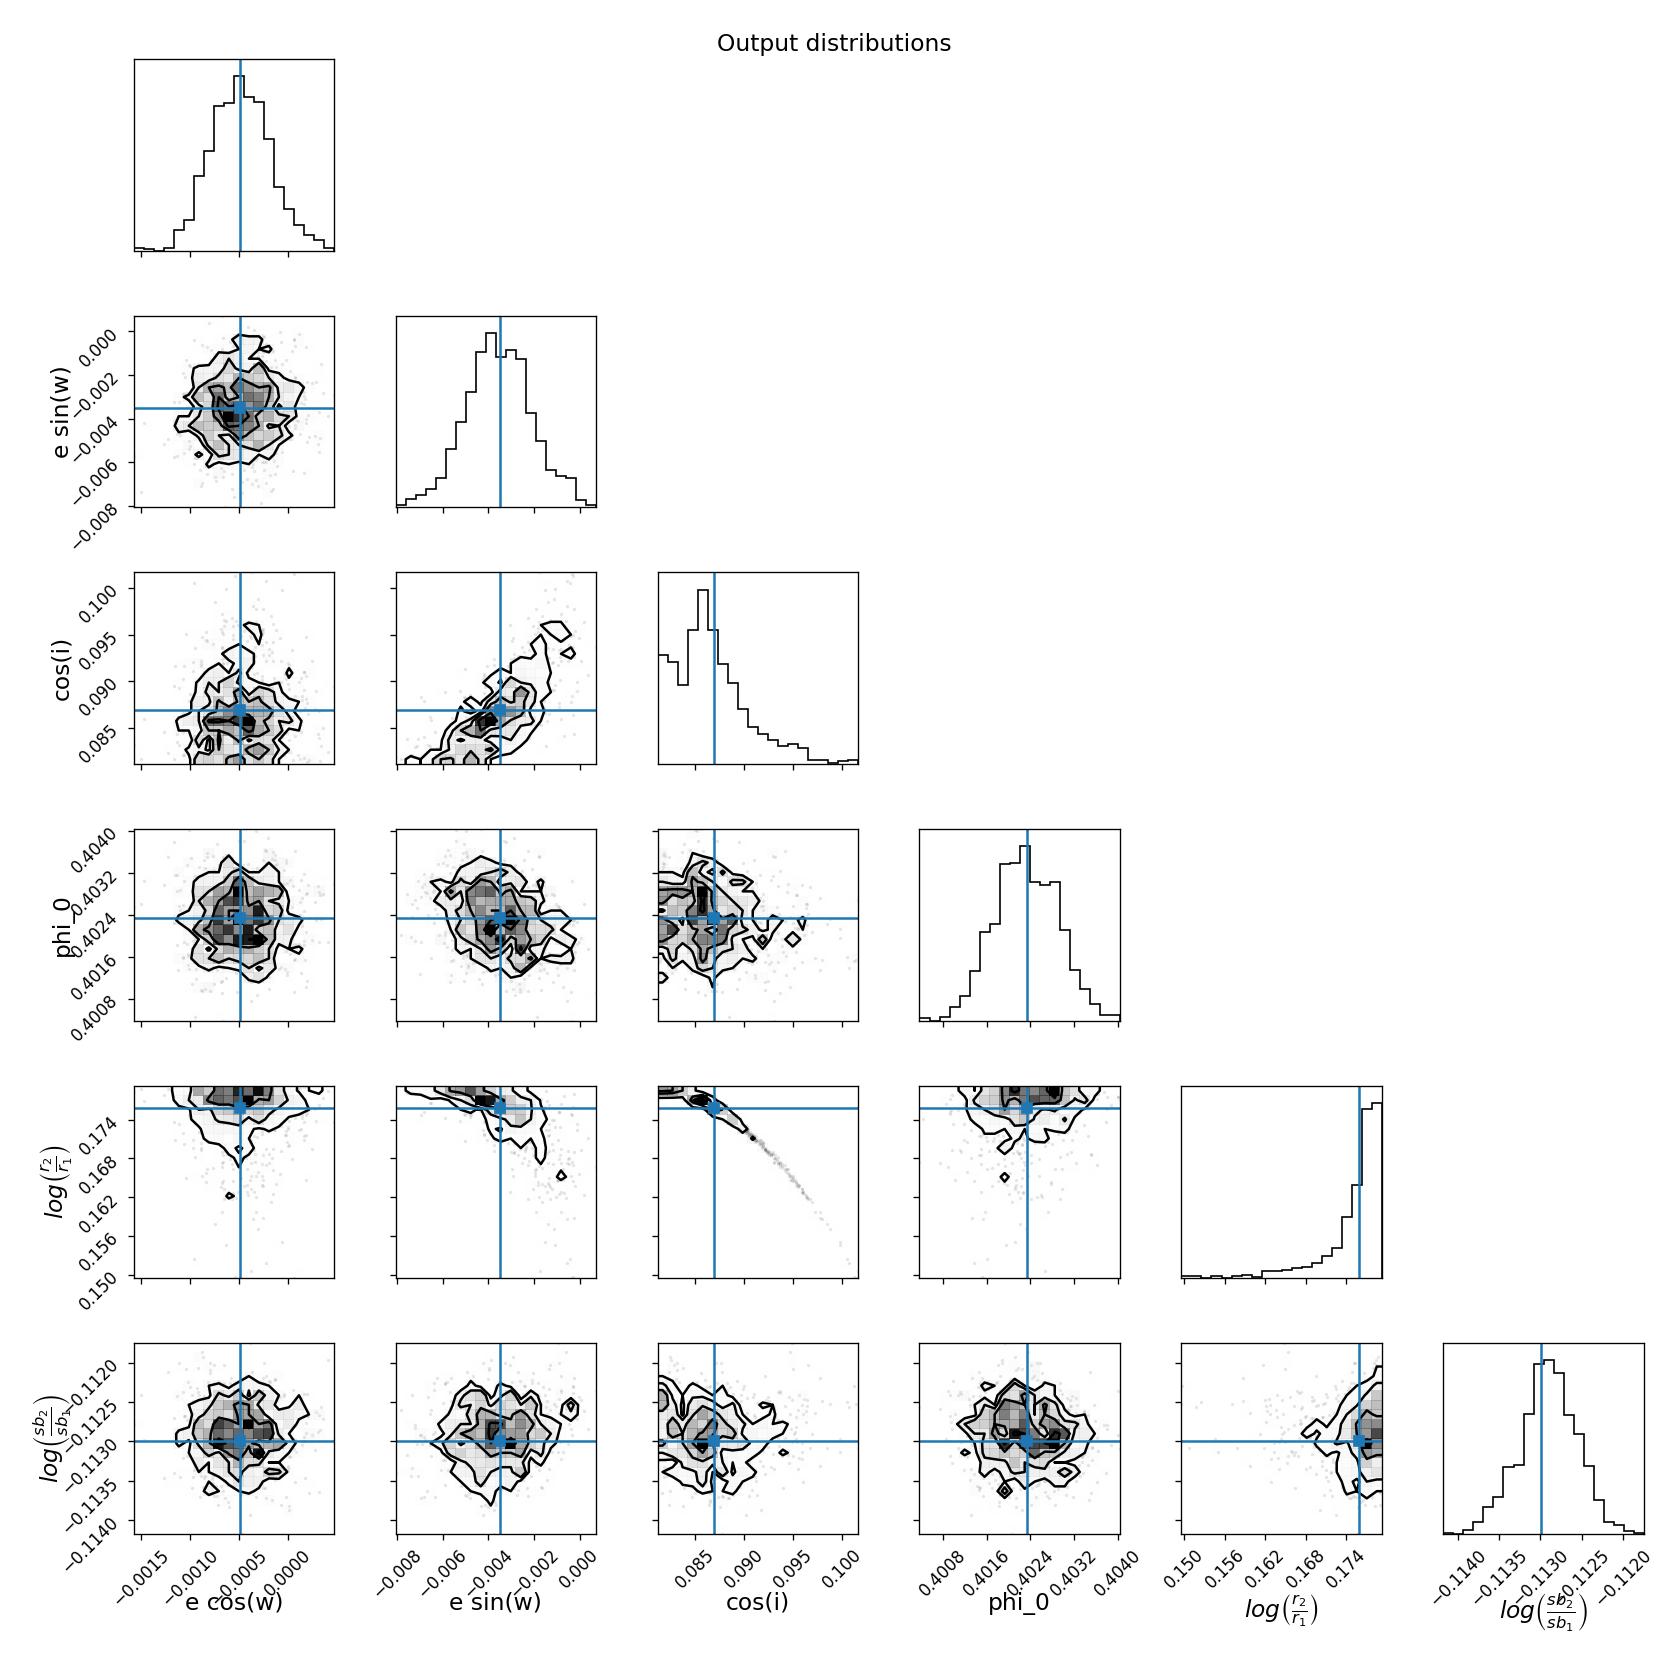 Output distributions
e sin(w)
0.000
−0.002
−0.004
−0.006
−0.008
cos(i)
0.100
0.095
0.090
0.085
phi_0
0.4040
0.4032
0.4024
0.4016
0.4008
log(r2/r1)
0.174
0.168
0.162
0.156
0.150
log(sb2/sb1)
−0.1120
−0.1125
−0.1130
−0.1135
−0.1140
−0.0015 −0.0010 −0.0005 0.0000
−0.008 −0.006 −0.004 −0.002 0.000
0.085 0.090 0.095 0.100
0.4008 0.4016 0.4024 0.4032 0.4040
0.150 0.156 0.162 0.168 0.174
−0.1140 −0.1135 −0.1130 −0.1125 −0.1120
e cos(w)
e sin(w)
cos(i)
phi_0
log(r2/r1)
log(sb2/sb1)